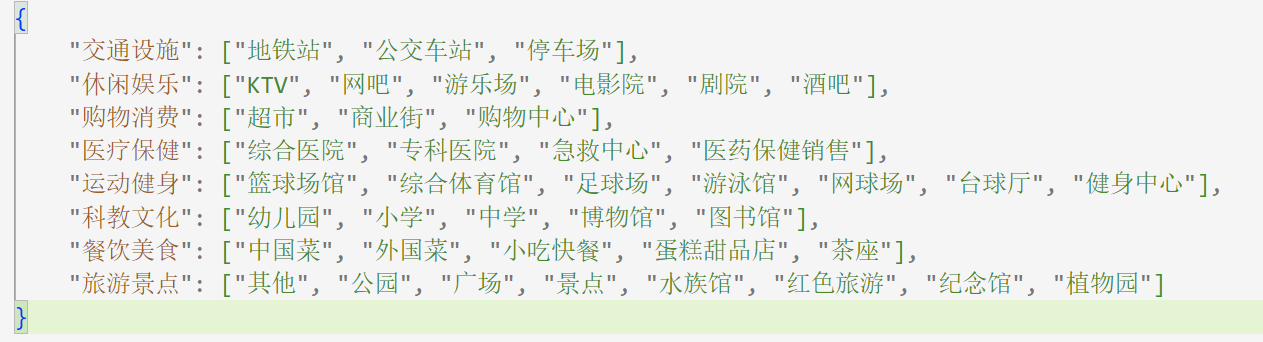 {
"交通设施": ["地铁站", "公交车站", "停车场"],
"休闲娱乐": ["KTV", "网吧", "游乐场", "电影院", "剧院", "酒吧"],
"购物消费": ["超市", "商业街", "购物中心"],
"医疗保健": ["综合医院", "专科医院", "急救中心", "医药保健销售"],
"运动健身": ["篮球场馆", "综合体育馆", "足球场", "游泳馆", "网球场", "台球厅", "健身中心"],
"科教文化": ["幼儿园", "小学", "中学", "博物馆", "图书馆"],
"餐饮美食": ["中国菜", "外国菜", "小吃快餐", "蛋糕甜品店", "茶座"],
"旅游景点": ["其他", "公园", "广场", "景点", "水族馆", "红色旅游", "纪念馆", "植物园"]
}